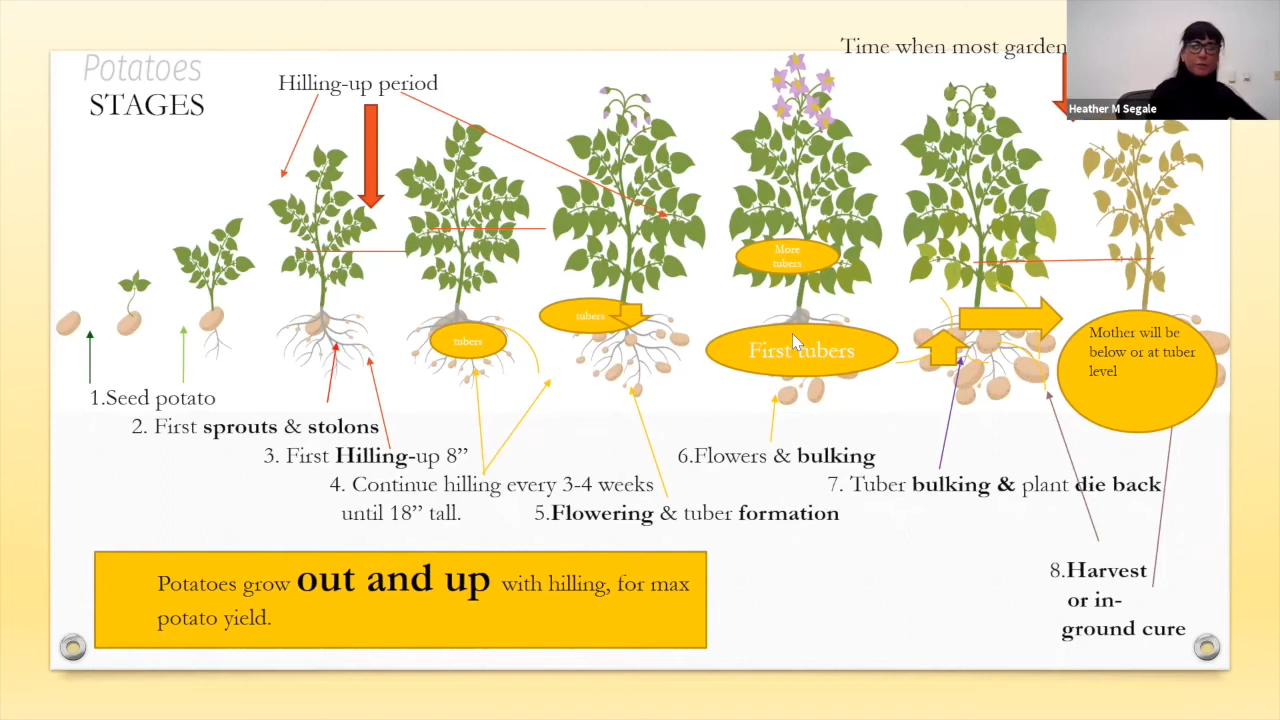 Potatoes
STAGES
Hilling-up period
Time when most garden
Heather M Segale
More
tubers
tubers
tubers
First tubers
Mother will be
below or at tuber
level
1.Seed potato
2. First sprouts & stolons
3. First Hilling-up 8”
4. Continue hilling every 3-4 weeks
until 18” tall.
5.Flowering & tuber formation
6.Flowers & bulking
7. Tuber bulking & plant die back
8.Harvest
or in-
ground cure
Potatoes grow out and up with hilling, for max
potato yield.